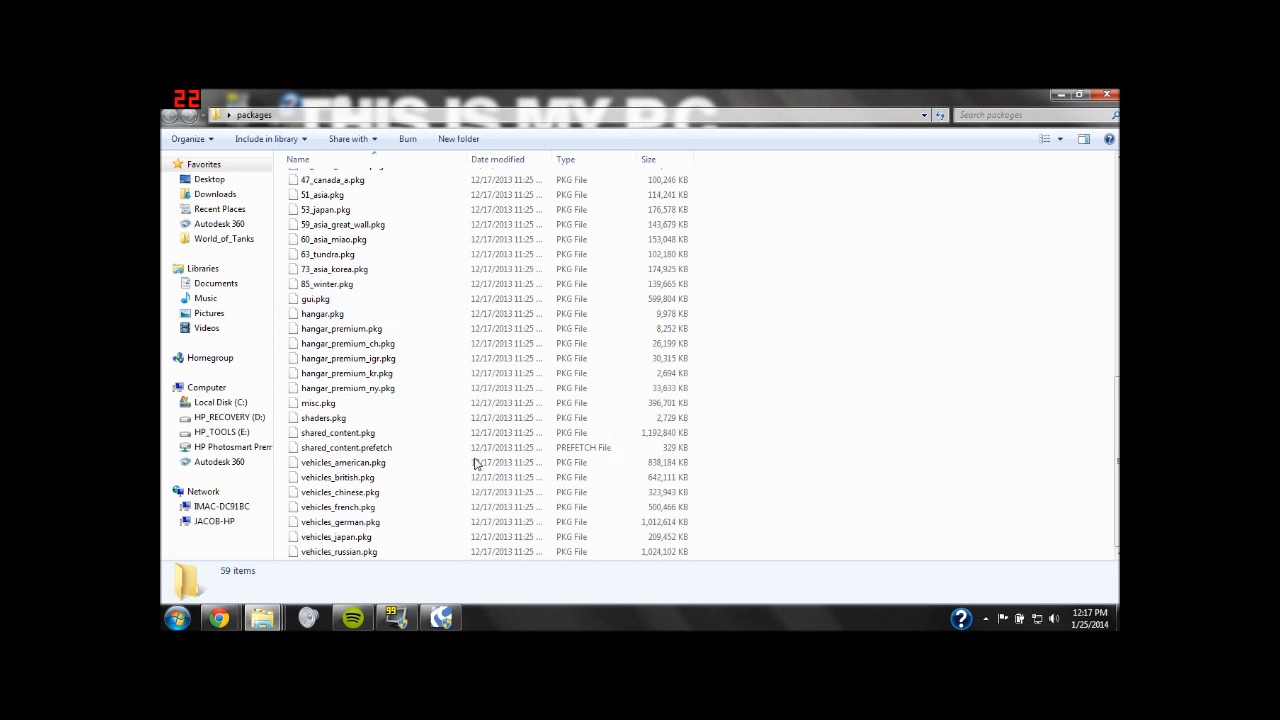 22
THIS IS MY PC
packages
Search packages
Organize
Include in library
Share with
Burn
New folder
Name
Date modified
Type
Size
Favorites
Desktop
Downloads
Recent Places
Autodesk 360
World_of_Tanks
Libraries
Documents
Music
Pictures
Videos
Homegroup
Computer
Local Disk (C:)
HP_RECOVERY (D:)
HP_TOOLS (E:)
HP Photosmart Prem
Autodesk 360
Network
IMAC-DC91BC
JACOB-HP
47_canada_a.pkg 12/17/2013 11:25 ... PKG File 100,246 KB
51_asia.pkg 12/17/2013 11:25 ... PKG File 114,241 KB
53_japan.pkg 12/17/2013 11:25 ... PKG File 176,578 KB
59_asia_great_wall.pkg 12/17/2013 11:25 ... PKG File 143,679 KB
60_asia_miao.pkg 12/17/2013 11:25 ... PKG File 153,048 KB
63_tundra.pkg 12/17/2013 11:25 ... PKG File 102,180 KB
73_asia_korea.pkg 12/17/2013 11:25 ... PKG File 174,925 KB
85_winter.pkg 12/17/2013 11:25 ... PKG File 139,665 KB
gui.pkg 12/17/2013 11:25 ... PKG File 599,804 KB
hangar.pkg 12/17/2013 11:25 ... PKG File 9,978 KB
hangar_premium.pkg 12/17/2013 11:25 ... PKG File 8,252 KB
hangar_premium_ch.pkg 12/17/2013 11:25 ... PKG File 26,199 KB
hangar_premium_igr.pkg 12/17/2013 11:25 ... PKG File 30,315 KB
hangar_premium_kr.pkg 12/17/2013 11:25 ... PKG File 2,694 KB
hangar_premium_ny.pkg 12/17/2013 11:25 ... PKG File 33,633 KB
misc.pkg 12/17/2013 11:25 ... PKG File 396,701 KB
shaders.pkg 12/17/2013 11:25 ... PKG File 2,729 KB
shared_content.pkg 12/17/2013 11:25 ... PKG File 1,192,840 KB
shared_content.prefetch 12/17/2013 11:25 ... PREFETCH File 329 KB
vehicles_american.pkg 12/17/2013 11:25 ... PKG File 838,184 KB
vehicles_british.pkg 12/17/2013 11:25 ... PKG File 642,111 KB
vehicles_chinese.pkg 12/17/2013 11:25 ... PKG File 323,943 KB
vehicles_french.pkg 12/17/2013 11:25 ... PKG File 500,466 KB
vehicles_german.pkg 12/17/2013 11:25 ... PKG File 1,012,614 KB
vehicles_japan.pkg 12/17/2013 11:25 ... PKG File 209,452 KB
vehicles_russian.pkg 12/17/2013 11:25 ... PKG File 1,024,102 KB
59 items
99
12:17 PM
1/25/2014